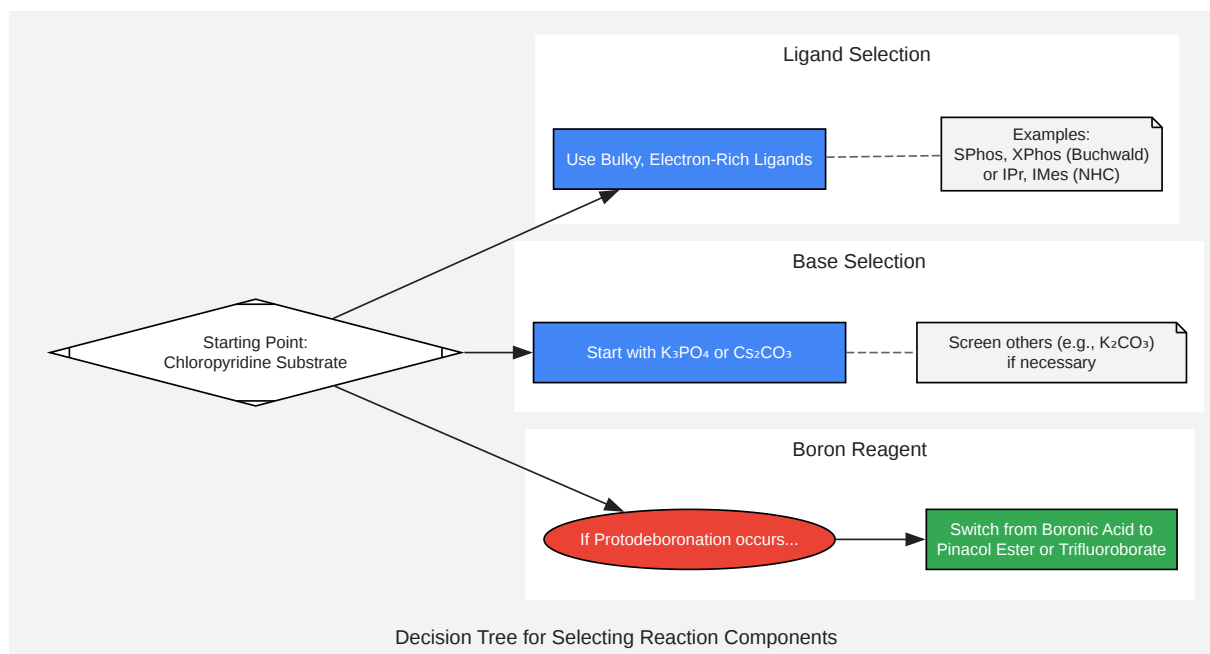 Ligand Selection
Use Bulky, Electron-Rich Ligands
Examples:
SPhos, XPhos (Buchwald)
or IPr, IMes (NHC)
Base Selection
Starting Point:
Chloropyridine Substrate
Start with K₃PO₄ or Cs₂CO₃
Screen others (e.g., K₂CO₃)
if necessary
Boron Reagent
If Protodeboronation occurs...
Switch from Boronic Acid to
Pinacol Ester or Trifluoroborate
Decision Tree for Selecting Reaction Components